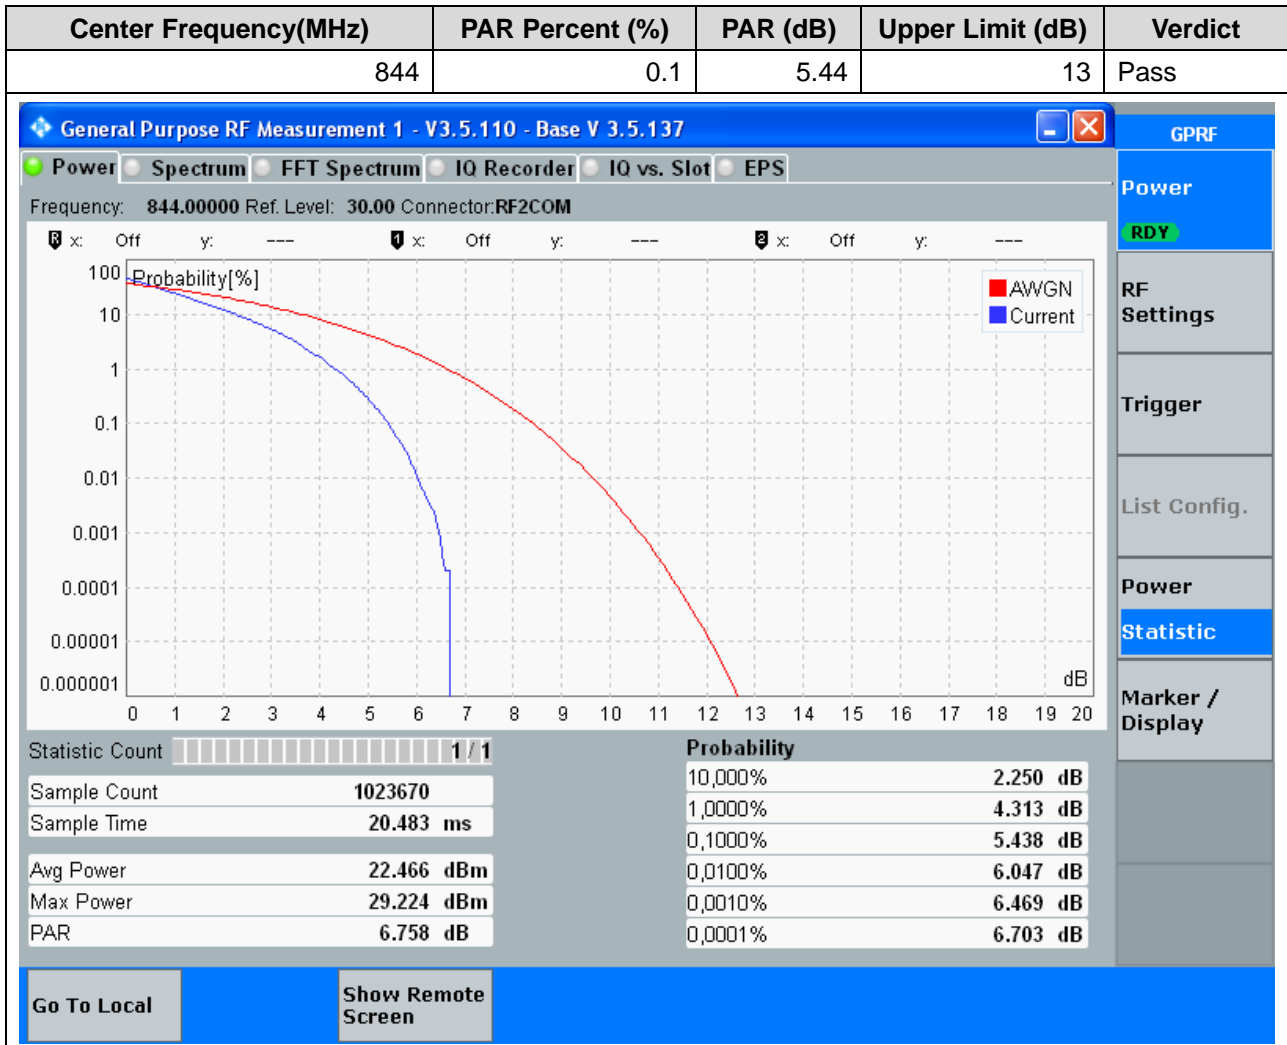 Center Frequency(MHz) PAR Percent (%) PAR (dB) Upper Limit (dB) Verdict
844 0.1 5.44 13 Pass
General Purpose RF Measurement 1 - V3.5.110 - Base V 3.5.137
GPRF
Power Spectrum FFT Spectrum IQ Recorder IQ vs. Slot EPS
Power
RDY
Frequency: 844.00000 Ref. Level: 30.00 Connector:RF2COM
R x: Off y: --- 1 x: Off y: --- 2 x: Off y: ---
Probability[%]
AWGN
Current
100
10
1
0.1
0.01
0.001
0.0001
0.00001
0.000001
dB
0 1 2 3 4 5 6 7 8 9 10 11 12 13 14 15 16 17 18 19 20
RF
Settings
Trigger
List Config.
Power
Statistic
Marker /
Display
Statistic Count 1 / 1
Sample Count 1023670
Sample Time 20.483 ms
Avg Power 22.466 dBm
Max Power 29.224 dBm
PAR 6.758 dB
Probability
10,000% 2.250 dB
1,0000% 4.313 dB
0,1000% 5.438 dB
0,0100% 6.047 dB
0,0010% 6.469 dB
0,0001% 6.703 dB
Go To Local
Show Remote
Screen